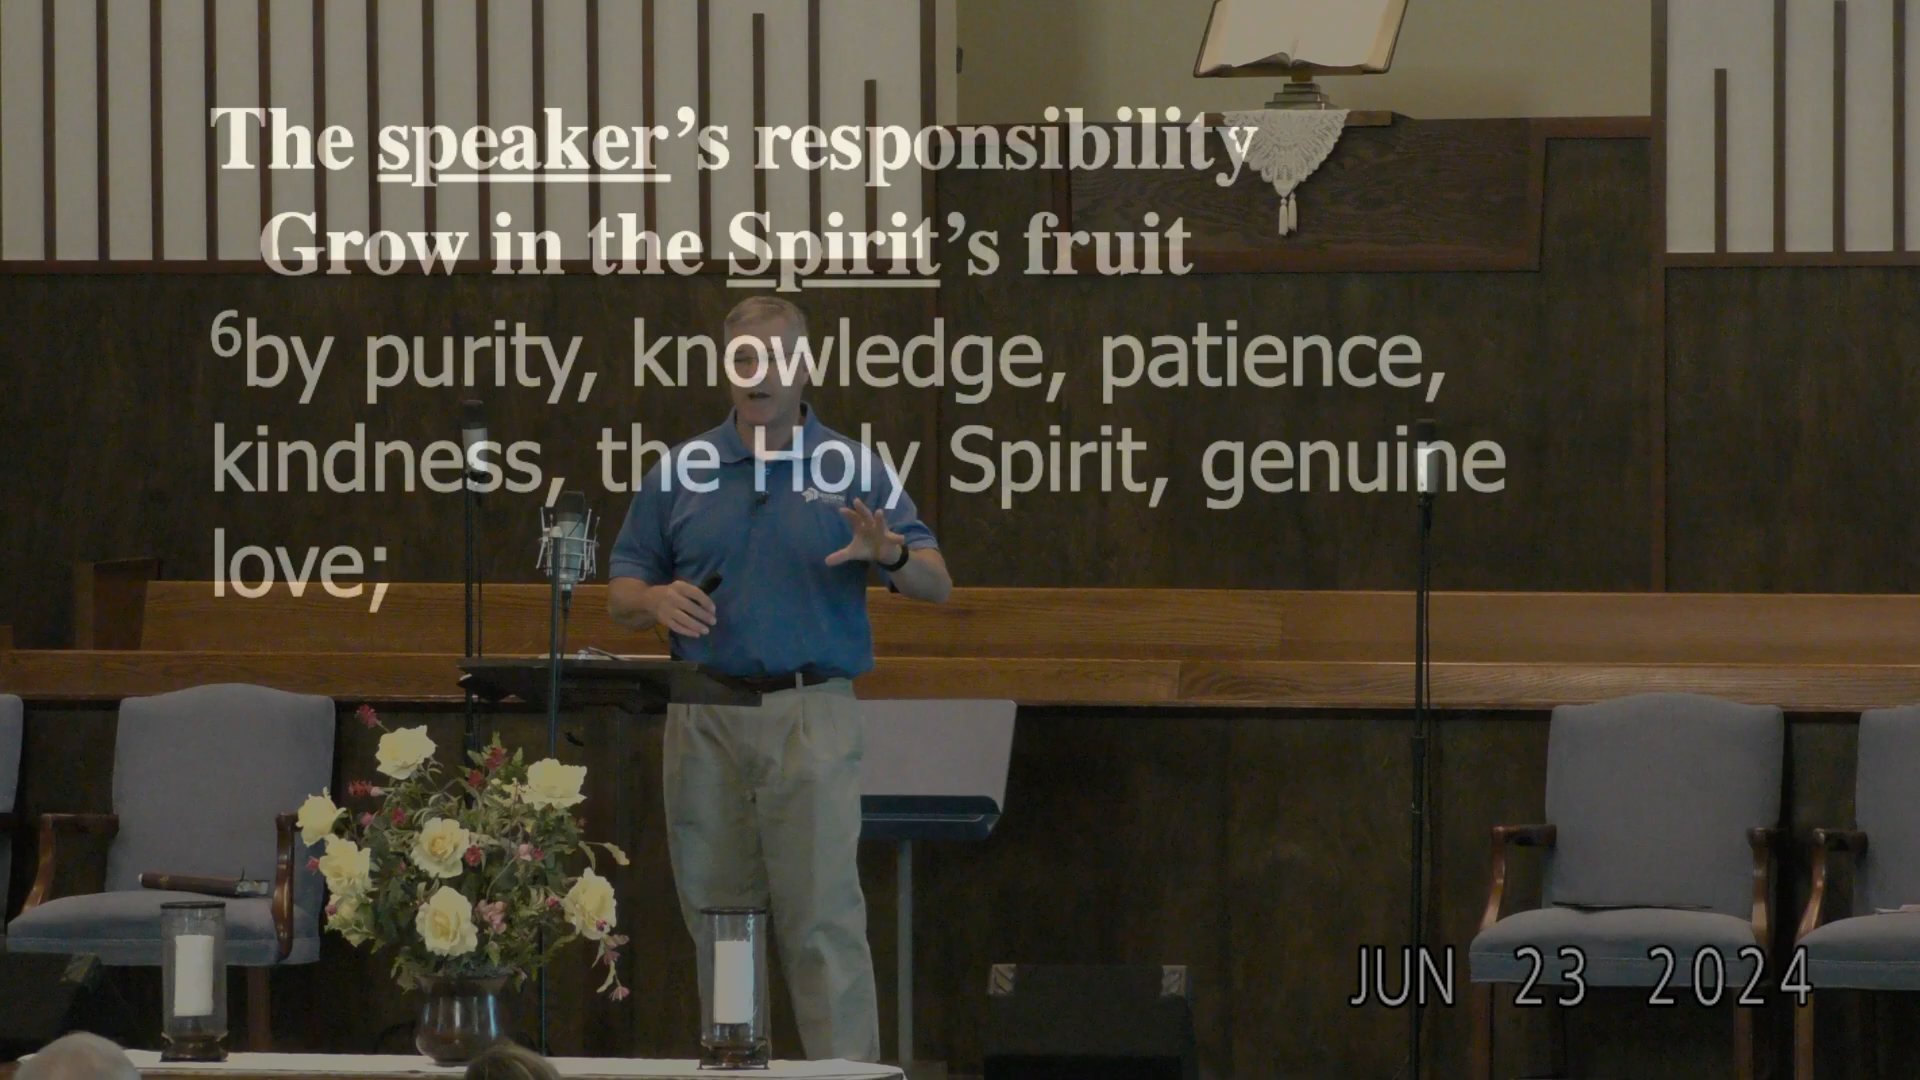 The speaker's responsibility
Grow in the Spirit's fruit
6by purity, knowledge, patience,
kindness, the Holy Spirit, genuine
love;
JUN 23 2024